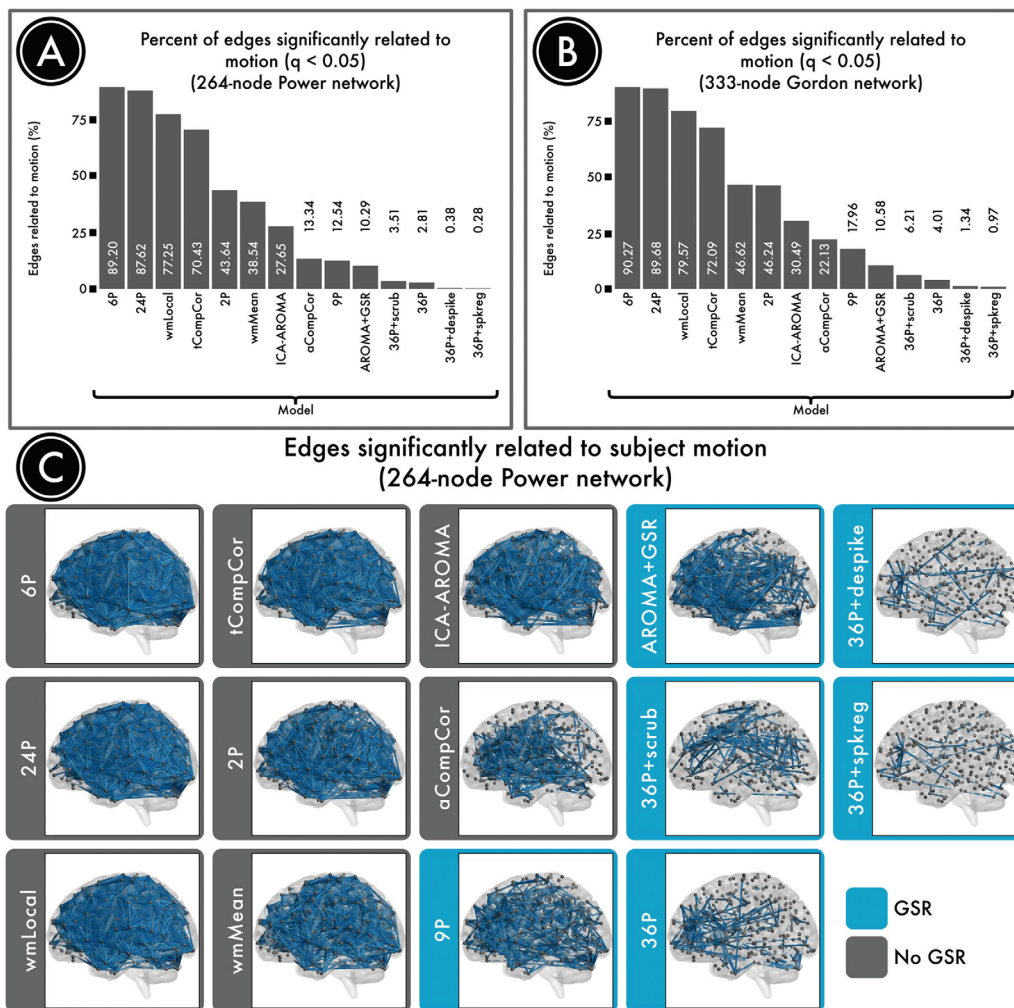 A
Percent of edges significantly related to
motion (q < 0.05)
(264-node Power network)
Edges related to motion (%)
75
50
25
0
89.20
87.62
77.25
70.43
43.64
38.54
27.65
13.34
12.54
10.29
3.51
2.81
0.38
0.28
6P
24P
wmLocal
tCompCor
2P
wmMean
ICA-AROMA
aCompCor
9P
AROMA+GSR
36P+scrub
36P
36P+despike
36P+spkreg
Model
B
Percent of edges significantly related to
motion (q < 0.05)
(333-node Gordon network)
Edges related to motion (%)
75
50
25
0
90.27
89.68
79.57
72.09
46.62
46.24
30.49
22.13
17.96
10.58
6.21
4.01
1.34
0.97
6P
24P
wmLocal
tCompCor
wmMean
2P
ICA-AROMA
aCompCor
9P
AROMA+GSR
36P+scrub
36P
36P+despike
36P+spkreg
Model
C
Edges significantly related to subject motion
(264-node Power network)
6P
tCompCor
ICA-AROMA
AROMA+GSR
36P+despike
24P
2P
aCompCor
36P+scrub
36P+spkreg
wmLocal
wmMean
9P
36P
GSR
No GSR